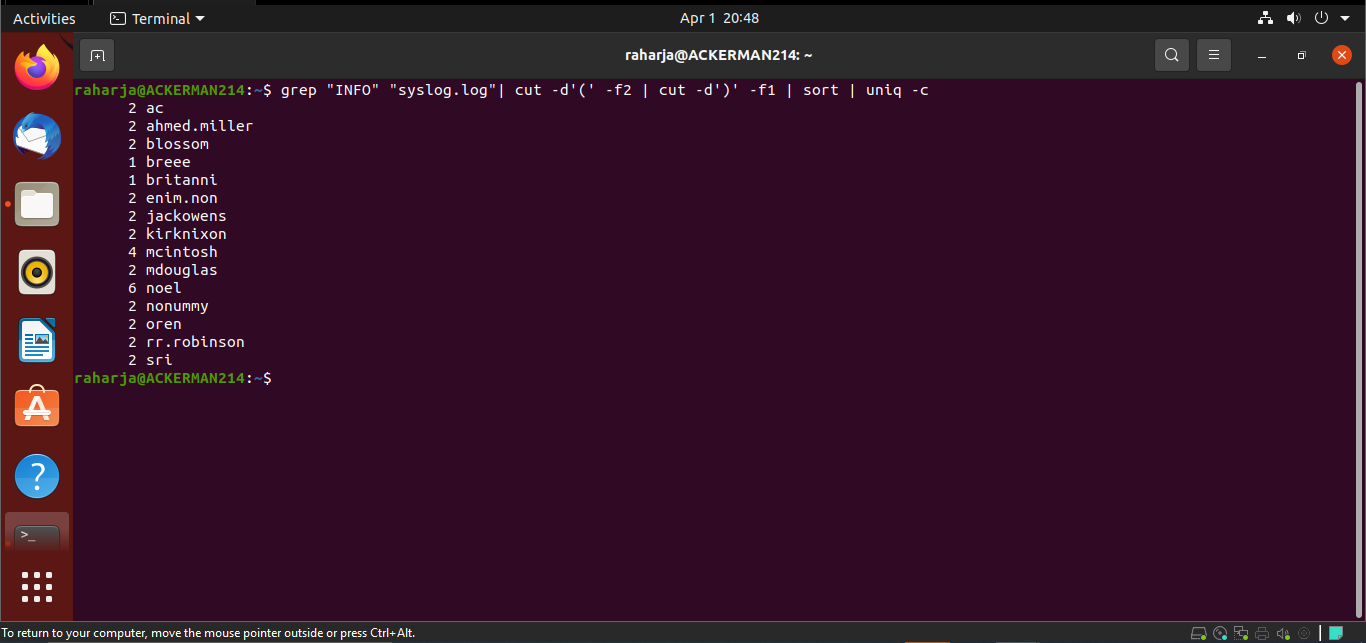 Activities
Terminal
Apr 1 20:48
raharja@ACKERMAN214: ~
raharja@ACKERMAN214:~$ grep "INFO" "syslog.log"| cut -d'(' -f2 | cut -d')' -f1 | sort | uniq -c
2 ac
2 ahmed.miller
2 blossom
1 breee
1 britanni
2 enim.non
2 jackowens
2 kirknixon
4 mcintosh
2 mdouglas
6 noel
2 nonummy
2 oren
2 rr.robinson
2 sri
raharja@ACKERMAN214:~$
To return to your computer, move the mouse pointer outside or press Ctrl+Alt.